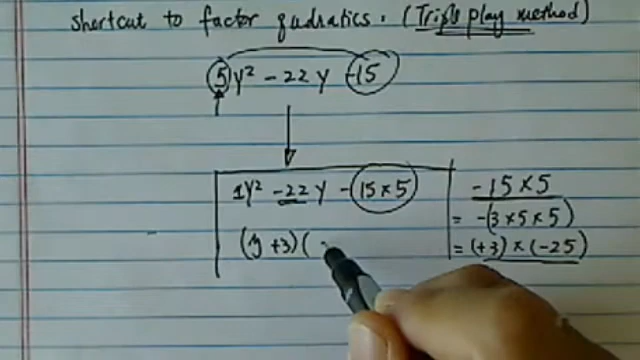 shortcut to factor quadratics. (Triple play method)
5y² - 22y - 15
1y² - 22y - (15 × 5)
(y + 3)(
- 15 × 5
= -(3 × 5 × 5)
= (+3) × (-25)